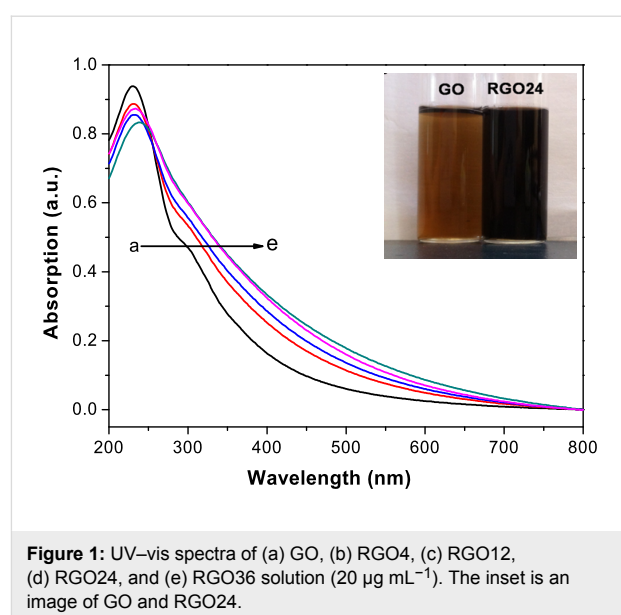 1.0
0.8
0.6
0.4
0.2
0.0
Absorption (a.u.)
GO RGO24
a
e
200 300 400 500 600 700 800
Wavelength (nm)
Figure 1: UV–vis spectra of (a) GO, (b) RGO4, (c) RGO12,
(d) RGO24, and (e) RGO36 solution (20 µg mL⁻¹). The inset is an
image of GO and RGO24.